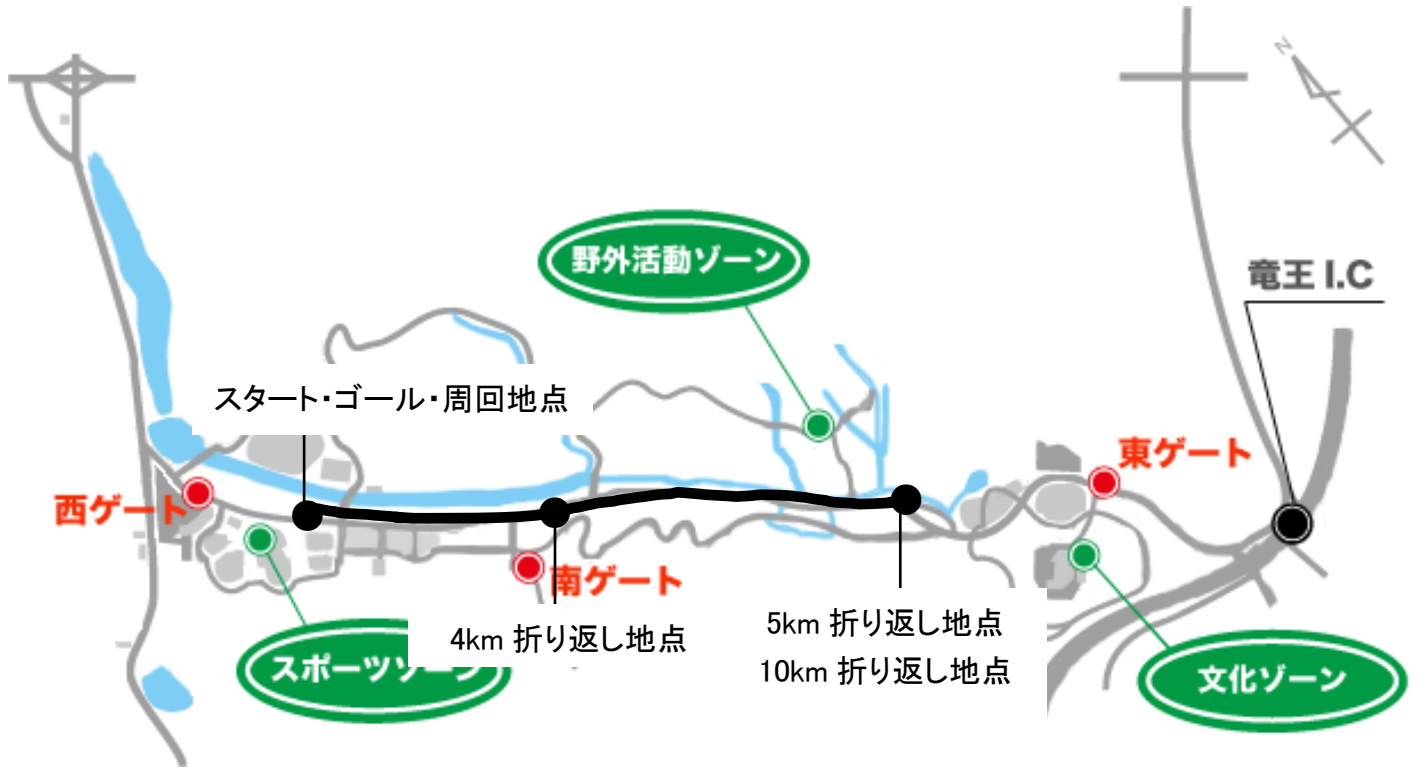 N
野外活動ゾーン
竜王 I.C
スタート・ゴール・周回地点
東ゲート
西ゲート
南ゲート
4km 折り返し地点
5km 折り返し地点
10km 折り返し地点
スポーツゾーン
文化ゾーン